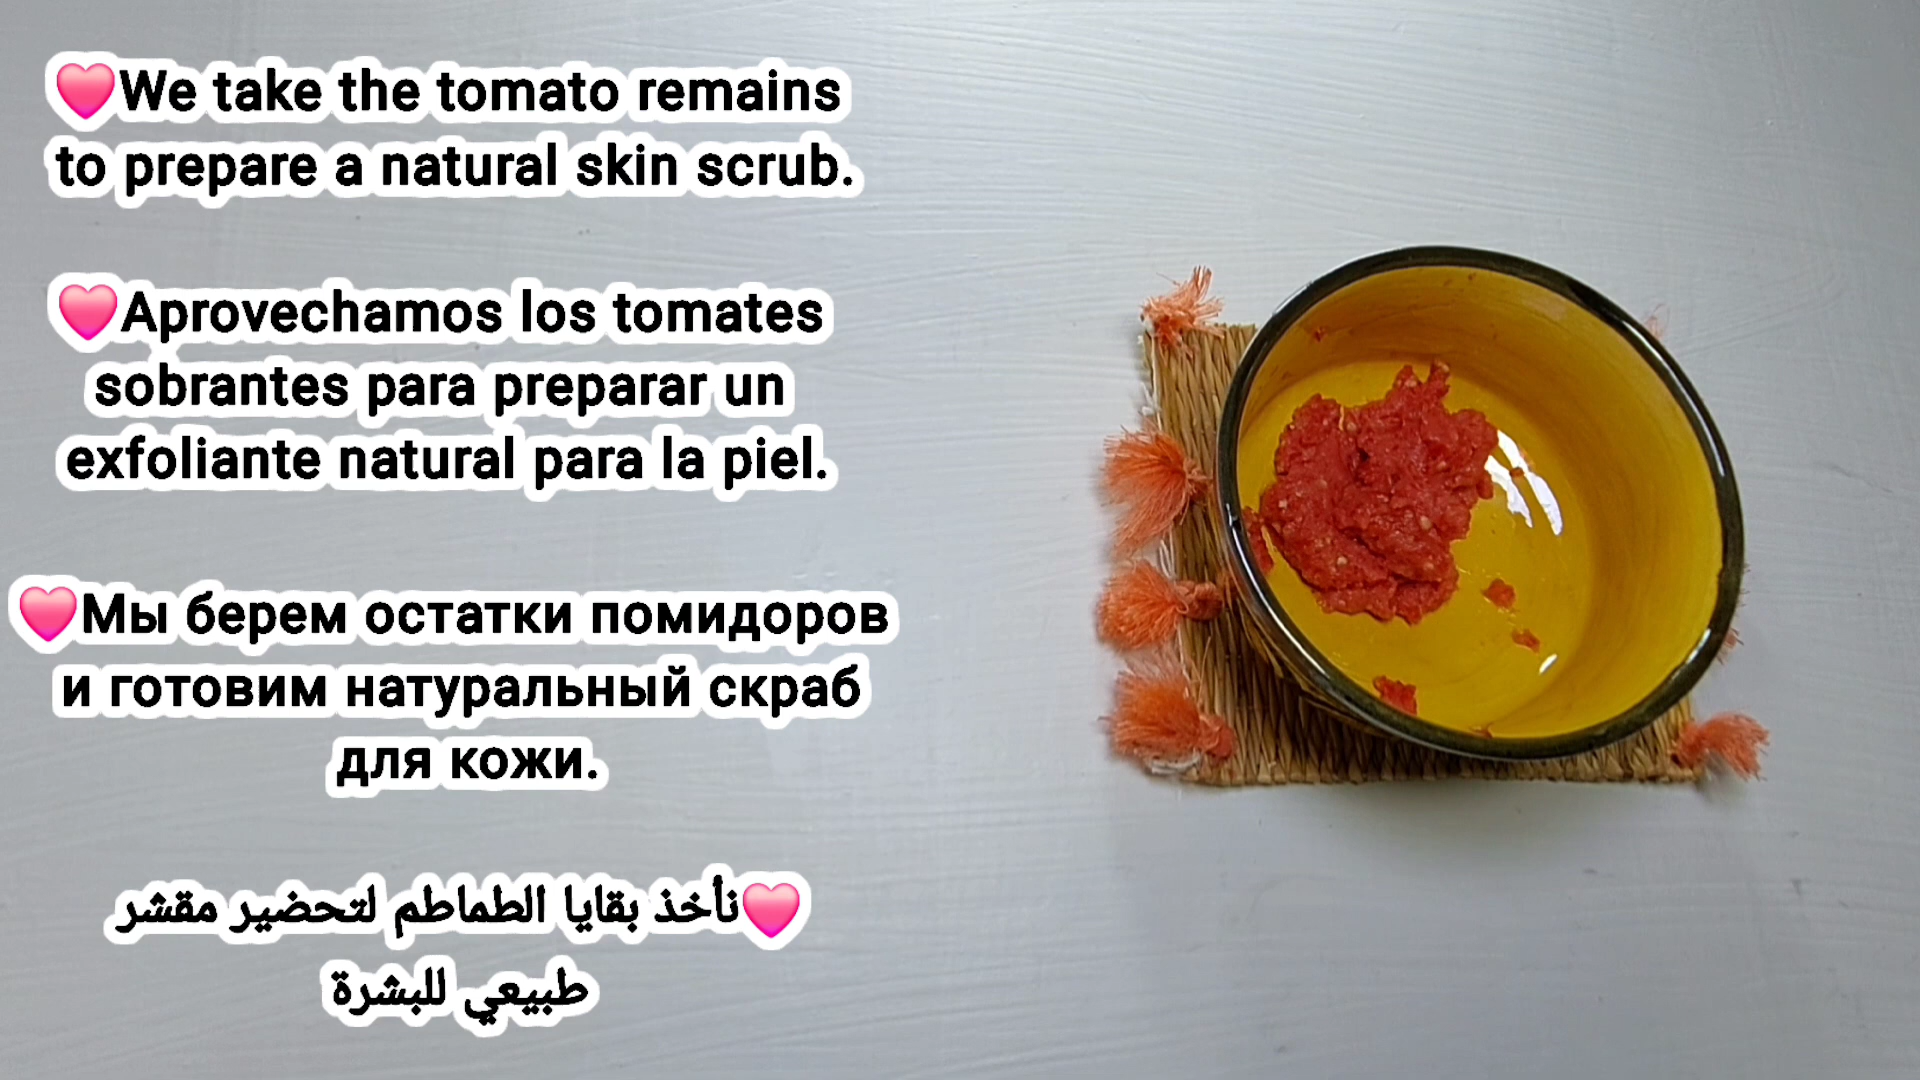 🩷We take the tomato remains
to prepare a natural skin scrub.
🩷Aprovechamos los tomates
sobrantes para preparar un
exfoliante natural para la piel.
🩷Мы берем остатки помидоров
и готовим натуральный скраб
для кожи.
🩷نأخذ بقايا الطماطم لتحضير مقشر
طبيعي للبشرة